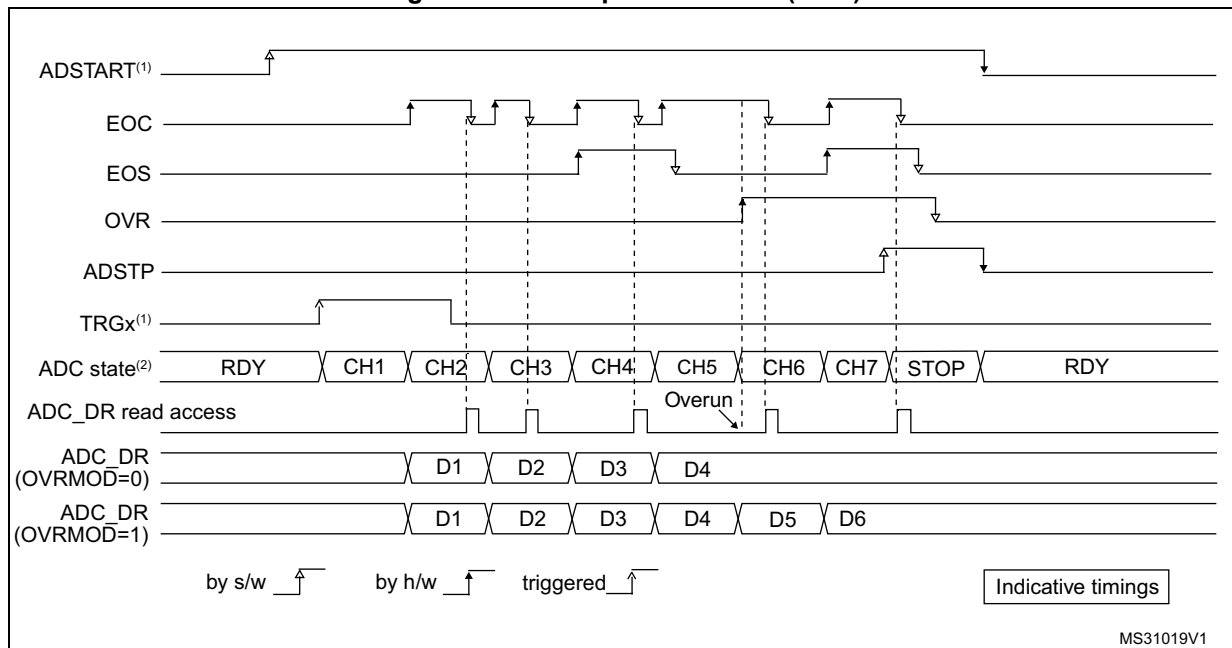 ADSTART(1)
EOC
EOS
OVR
ADSTP
TRGx(1)
ADC state(2) RDY CH1 CH2 CH3 CH4 CH5 CH6 CH7 STOP RDY
ADC_DR read access Overun
ADC_DR
(OVRMOD=0) D1 D2 D3 D4
ADC_DR
(OVRMOD=1) D1 D2 D3 D4 D5 D6
by s/w by h/w triggered Indicative timings
MS31019V1